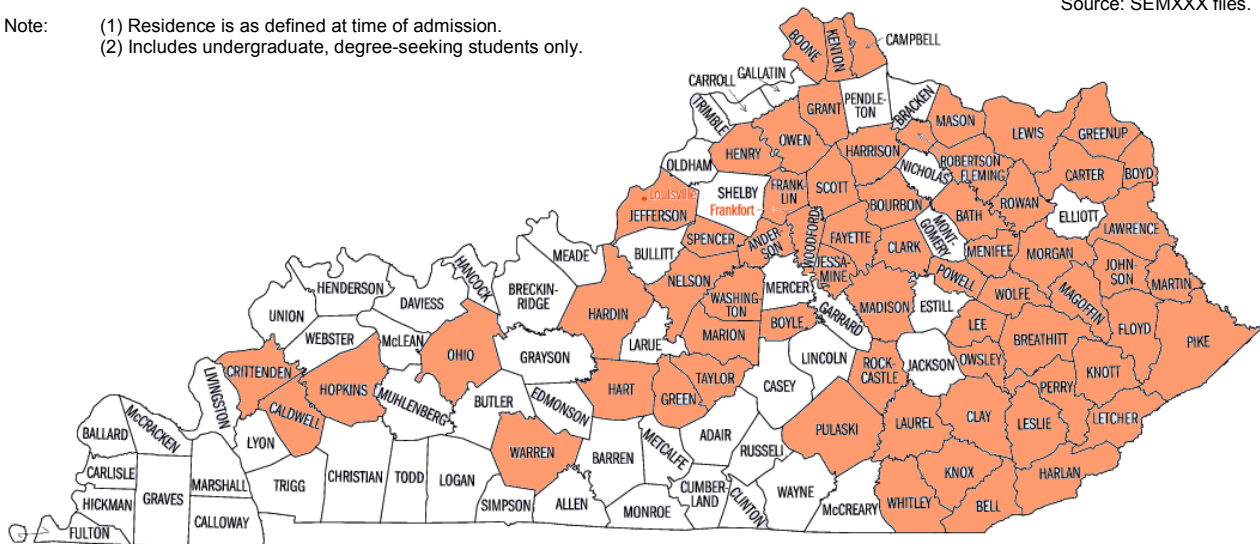 Source: SEMXXX files.
Note: (1) Residence is as defined at time of admission.
(2) Includes undergraduate, degree-seeking students only.
BOONE
KENTON
CAMPBELL
CARROLL
GALLATIN
TRIMBLE
GRANT
PENDLE-
TON
BRACKEN
MASON
LEWIS
GREENUP
OLDHAM
HENRY
OWEN
HARRISON
ROBERTSON
NICHOLAS
FLEMING
CARTER
BOYD
Louisville
JEFFERSON
SHELBY
Frankfort
FRANK-
LIN
SCOTT
BOURBON
BATH
ROWAN
ELLIOTT
LAWRENCE
SPENCER
ANDER-
SON
WOODFORD
FAYETTE
CLARK
MONT-
GOMERY
MENIFEE
MORGAN
JOHN-
SON
MARTIN
BULLITT
MEADE
HANCOCK
BRECKIN-
RIDGE
HARDIN
NELSON
WASHING-
TON
MERCER
JESSA-
MINE
GARRARD
MADISON
ESTILL
POWELL
WOLFE
MAGOFFIN
FLOYD
PIKE
HENDERSON
DAVIESS
UNION
WEBSTER
McLEAN
OHIO
GRAYSON
LARUE
MARION
BOYLE
LINCOLN
ROCK-
CASTLE
JACKSON
LEE
OWSLEY
BREATHITT
PERRY
KNOTT
LIVINGSTON
CRITTENDEN
HOPKINS
CALDWELL
MUHLENBERG
BUTLER
EDMONSON
HART
GREEN
TAYLOR
CASEY
PULASKI
LAUREL
CLAY
LESLIE
LETCHER
BALLARD
McCRACKEN
LYON
WARREN
BARREN
METCALFE
ADAIR
RUSSELL
KNOX
HARLAN
CARLISLE
GRAVES
MARSHALL
TRIGG
CHRISTIAN
TODD
LOGAN
SIMPSON
ALLEN
MONROE
CUMBER-
LAND
CLINTON
WAYNE
McCREARY
WHITLEY
BELL
HICKMAN
CALLOWAY
FULTON